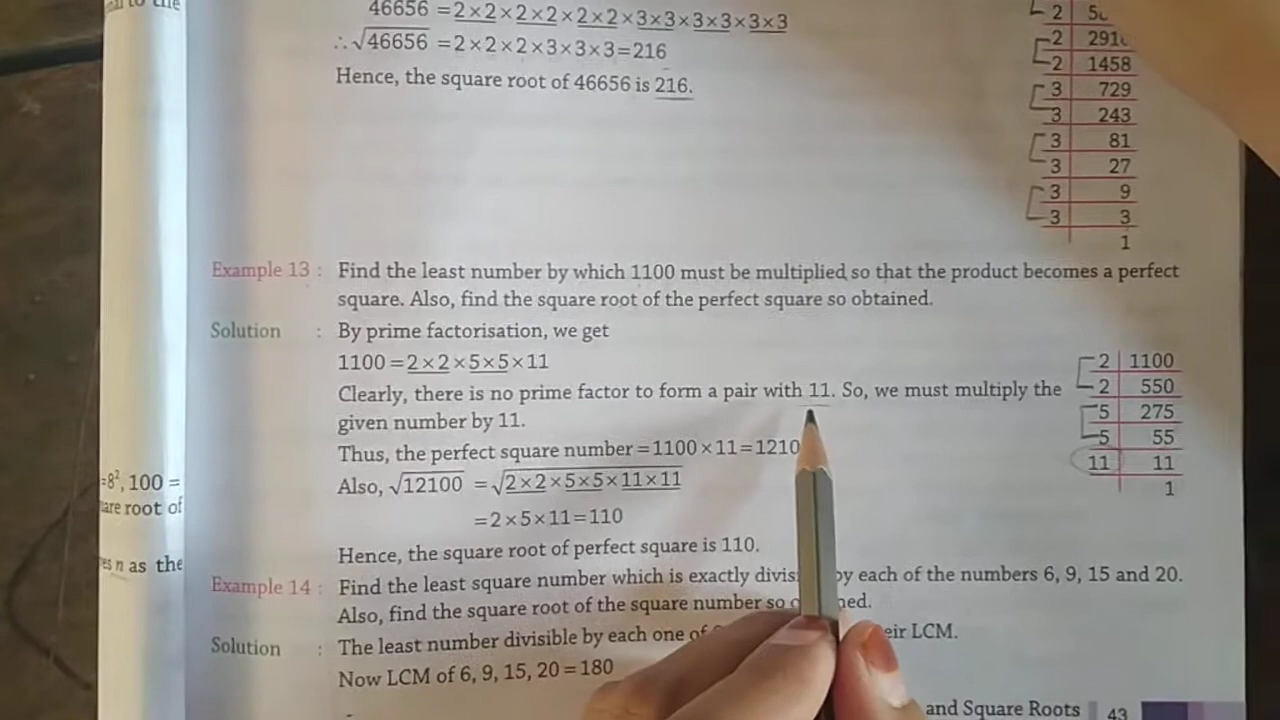 to the
46656 =2×2×2×2×2×2×3×3×3×3×3×3
∴√46656 =2×2×2×3×3×3=216
Hence, the square root of 46656 is 216.
2
2 291
2 1458
3 729
3 243
3 81
3 27
3 9
3 3
1
Example 13 : Find the least number by which 1100 must be multiplied so that the product becomes a perfect
square. Also, find the square root of the perfect square so obtained.
Solution : By prime factorisation, we get
1100 =2×2×5×5×11
Clearly, there is no prime factor to form a pair with 11. So, we must multiply the
given number by 11.
Thus, the perfect square number =1100×11=1210
Also, √12100 =√2×2×5×5×11×11
=2×5×11=110
Hence, the square root of perfect square is 110.
2 1100
2 550
5 275
5 55
11 11
1
=8², 100 =
are root of
n as the
Example 14 : Find the least square number which is exactly by each of the numbers 6, 9, 15 and 20.
Also, find the square root of the square number so
Solution : The least number divisible by each one of LCM.
Now LCM of 6, 9, 15, 20 =180
and Square Roots 43